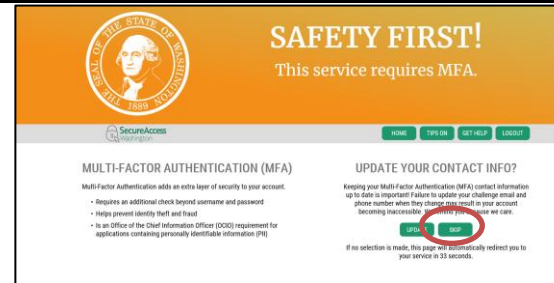 THE SEAL OF THE STATE OF WASHINGTON
1889
SAFETY FIRST!
This service requires MFA.
SecureAccess
Washington
HOME
TIPS ON
GET HELP
LOGOUT
MULTI-FACTOR AUTHENTICATION (MFA)
Multi-Factor Authentication adds an extra layer of security to your account.
• Requires an additional check beyond username and password
• Helps prevent identity theft and fraud
• Is an Office of the Chief Information Officer (OCIO) requirement for
applications containing personally identifiable information (PII)
UPDATE YOUR CONTACT INFO?
Keeping your Multi-Factor Authentication (MFA) contact information
up to date is important! Failure to update your challenge email and
phone number when they change may result in your account
becoming inaccessible. We remind you because we care.
UPDATE
SKIP
If no selection is made, this page will automatically redirect you to
your service in 33 seconds.